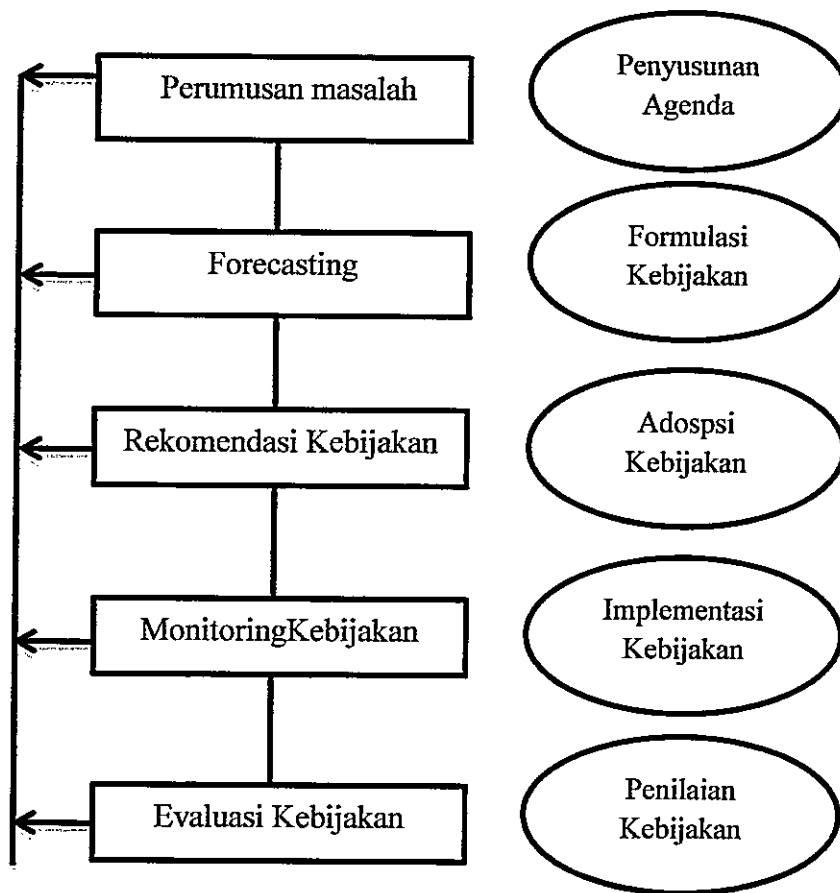 Perumusan masalah
Penyusunan
Agenda
Forecasting
Formulasi
Kebijakan
Rekomendasi Kebijakan
Adospsi
Kebijakan
MonitoringKebijakan
Implementasi
Kebijakan
Evaluasi Kebijakan
Penilaian
Kebijakan